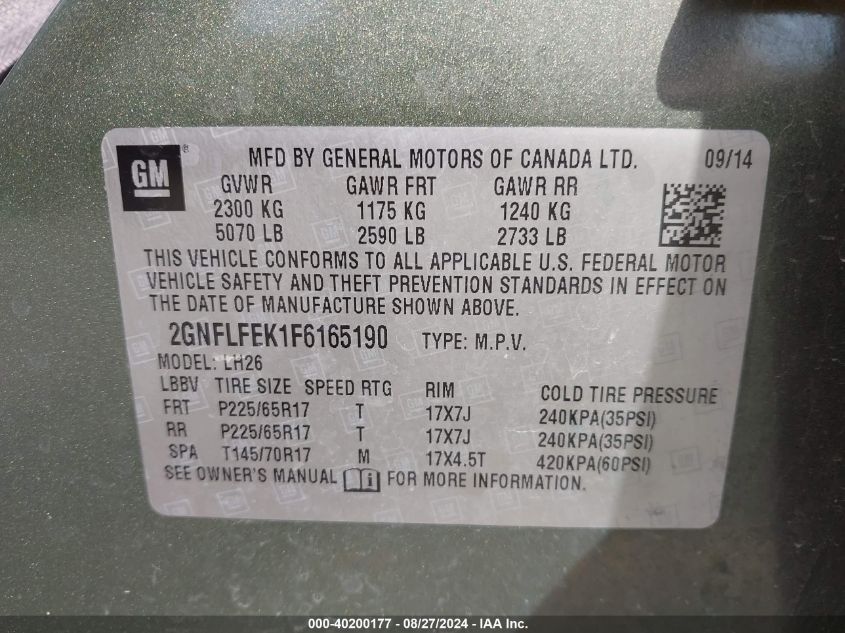 GM
MFD BY GENERAL MOTORS OF CANADA LTD. 09/14
GVWR GAWR FRT GAWR RR
2300 KG 1175 KG 1240 KG
5070 LB 2590 LB 2733 LB
THIS VEHICLE CONFORMS TO ALL APPLICABLE U.S. FEDERAL MOTOR
VEHICLE SAFETY AND THEFT PREVENTION STANDARDS IN EFFECT ON
THE DATE OF MANUFACTURE SHOWN ABOVE.
2GNFLFEK1F6165190 TYPE: M.P.V.
MODEL: LH26
LBBV TIRE SIZE SPEED RTG RIM COLD TIRE PRESSURE
FRT P225/65R17 T 17X7J 240KPA(35PSI)
RR P225/65R17 T 17X7J 240KPA(35PSI)
SPA T145/70R17 M 17X4.5T 420KPA(60PSI)
SEE OWNER'S MANUAL i FOR MORE INFORMATION.
000-40200177 - 08/27/2024 - IAA Inc.